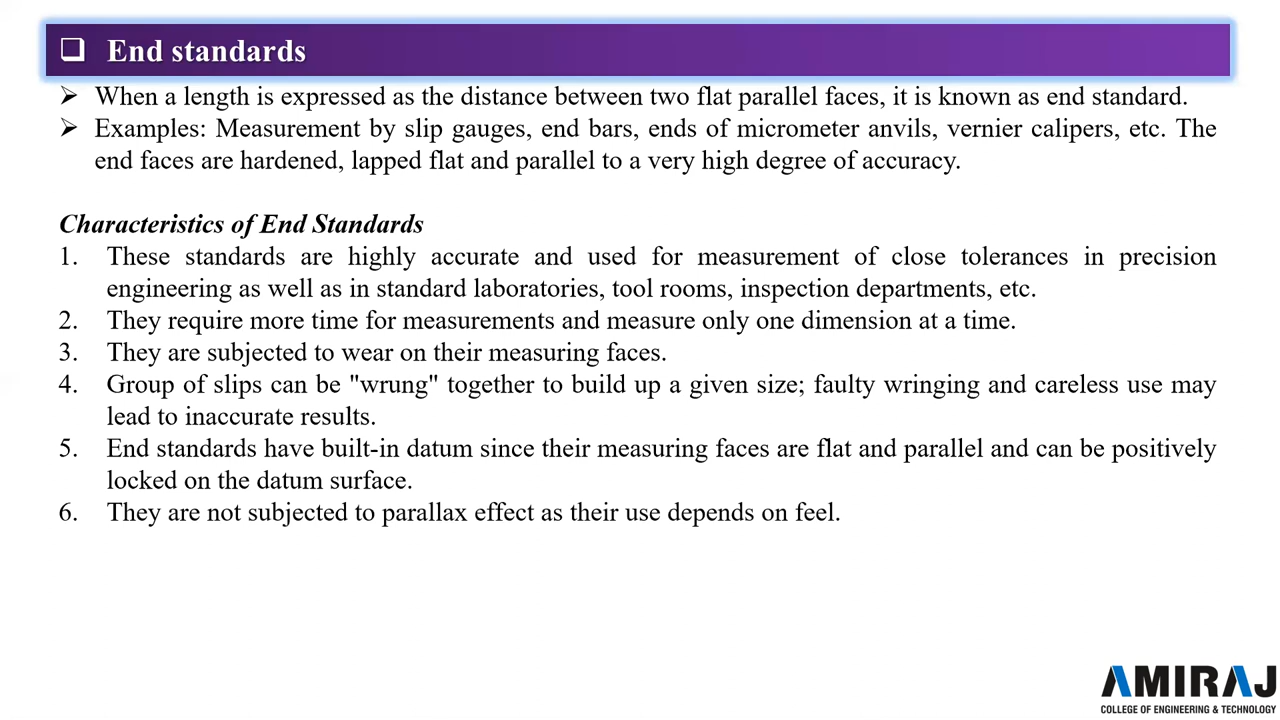 ❑ End standards
➢ When a length is expressed as the distance between two flat parallel faces, it is known as end standard.
➢ Examples: Measurement by slip gauges, end bars, ends of micrometer anvils, vernier calipers, etc. The
end faces are hardened, lapped flat and parallel to a very high degree of accuracy.
Characteristics of End Standards
1. These standards are highly accurate and used for measurement of close tolerances in precision
engineering as well as in standard laboratories, tool rooms, inspection departments, etc.
2. They require more time for measurements and measure only one dimension at a time.
3. They are subjected to wear on their measuring faces.
4. Group of slips can be "wrung" together to build up a given size; faulty wringing and careless use may
lead to inaccurate results.
5. End standards have built-in datum since their measuring faces are flat and parallel and can be positively
locked on the datum surface.
6. They are not subjected to parallax effect as their use depends on feel.
AMIRAJ
COLLEGE OF ENGINEERING & TECHNOLOGY